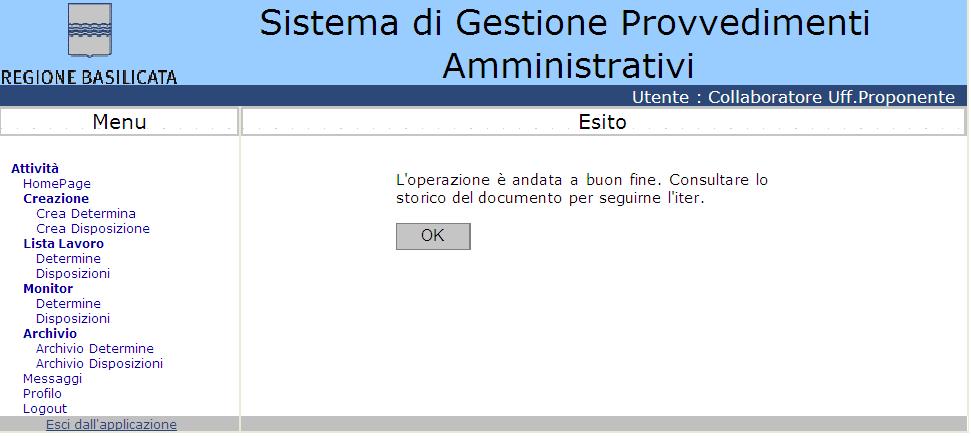 Sistema di Gestione Provvedimenti
Amministrativi
REGIONE BASILICATA
Utente : Collaboratore Uff.Proponente
Menu
Esito
Attività
HomePage
Creazione
Crea Determina
Crea Disposizione
Lista Lavoro
Determine
Disposizioni
Monitor
Determine
Disposizioni
Archivio
Archivio Determine
Archivio Disposizioni
Messaggi
Profilo
Logout
Esci dall'applicazione
L'operazione è andata a buon fine. Consultare lo
storico del documento per seguirne l'iter.
OK